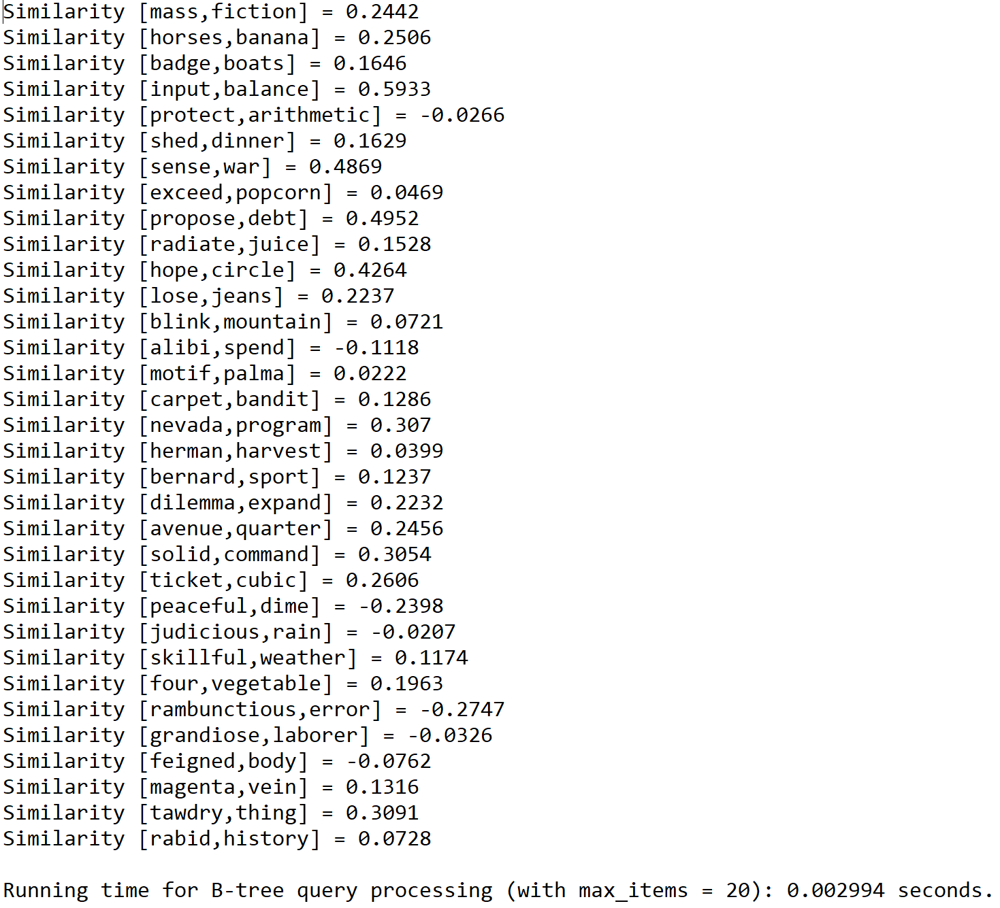 Similarity [mass,fiction] = 0.2442
Similarity [horses,banana] = 0.2506
Similarity [badge,boats] = 0.1646
Similarity [input,balance] = 0.5933
Similarity [protect,arithmetic] = -0.0266
Similarity [shed,dinner] = 0.1629
Similarity [sense,war] = 0.4869
Similarity [exceed,popcorn] = 0.0469
Similarity [propose,debt] = 0.4952
Similarity [radiate,juice] = 0.1528
Similarity [hope,circle] = 0.4264
Similarity [lose,jeans] = 0.2237
Similarity [blink,mountain] = 0.0721
Similarity [alibi,spend] = -0.1118
Similarity [motif,palma] = 0.0222
Similarity [carpet,bandit] = 0.1286
Similarity [nevada,program] = 0.307
Similarity [herman,harvest] = 0.0399
Similarity [bernard,sport] = 0.1237
Similarity [dilemma,expand] = 0.2232
Similarity [avenue,quarter] = 0.2456
Similarity [solid,command] = 0.3054
Similarity [ticket,cubic] = 0.2606
Similarity [peaceful,dime] = -0.2398
Similarity [judicious,rain] = -0.0207
Similarity [skillful,weather] = 0.1174
Similarity [four,vegetable] = 0.1963
Similarity [rambunctious,error] = -0.2747
Similarity [grandiose,laborer] = -0.0326
Similarity [feigned,body] = -0.0762
Similarity [magenta,vein] = 0.1316
Similarity [tawdry,thing] = 0.3091
Similarity [rabid,history] = 0.0728
Running time for B-tree query processing (with max_items = 20): 0.002994 seconds.